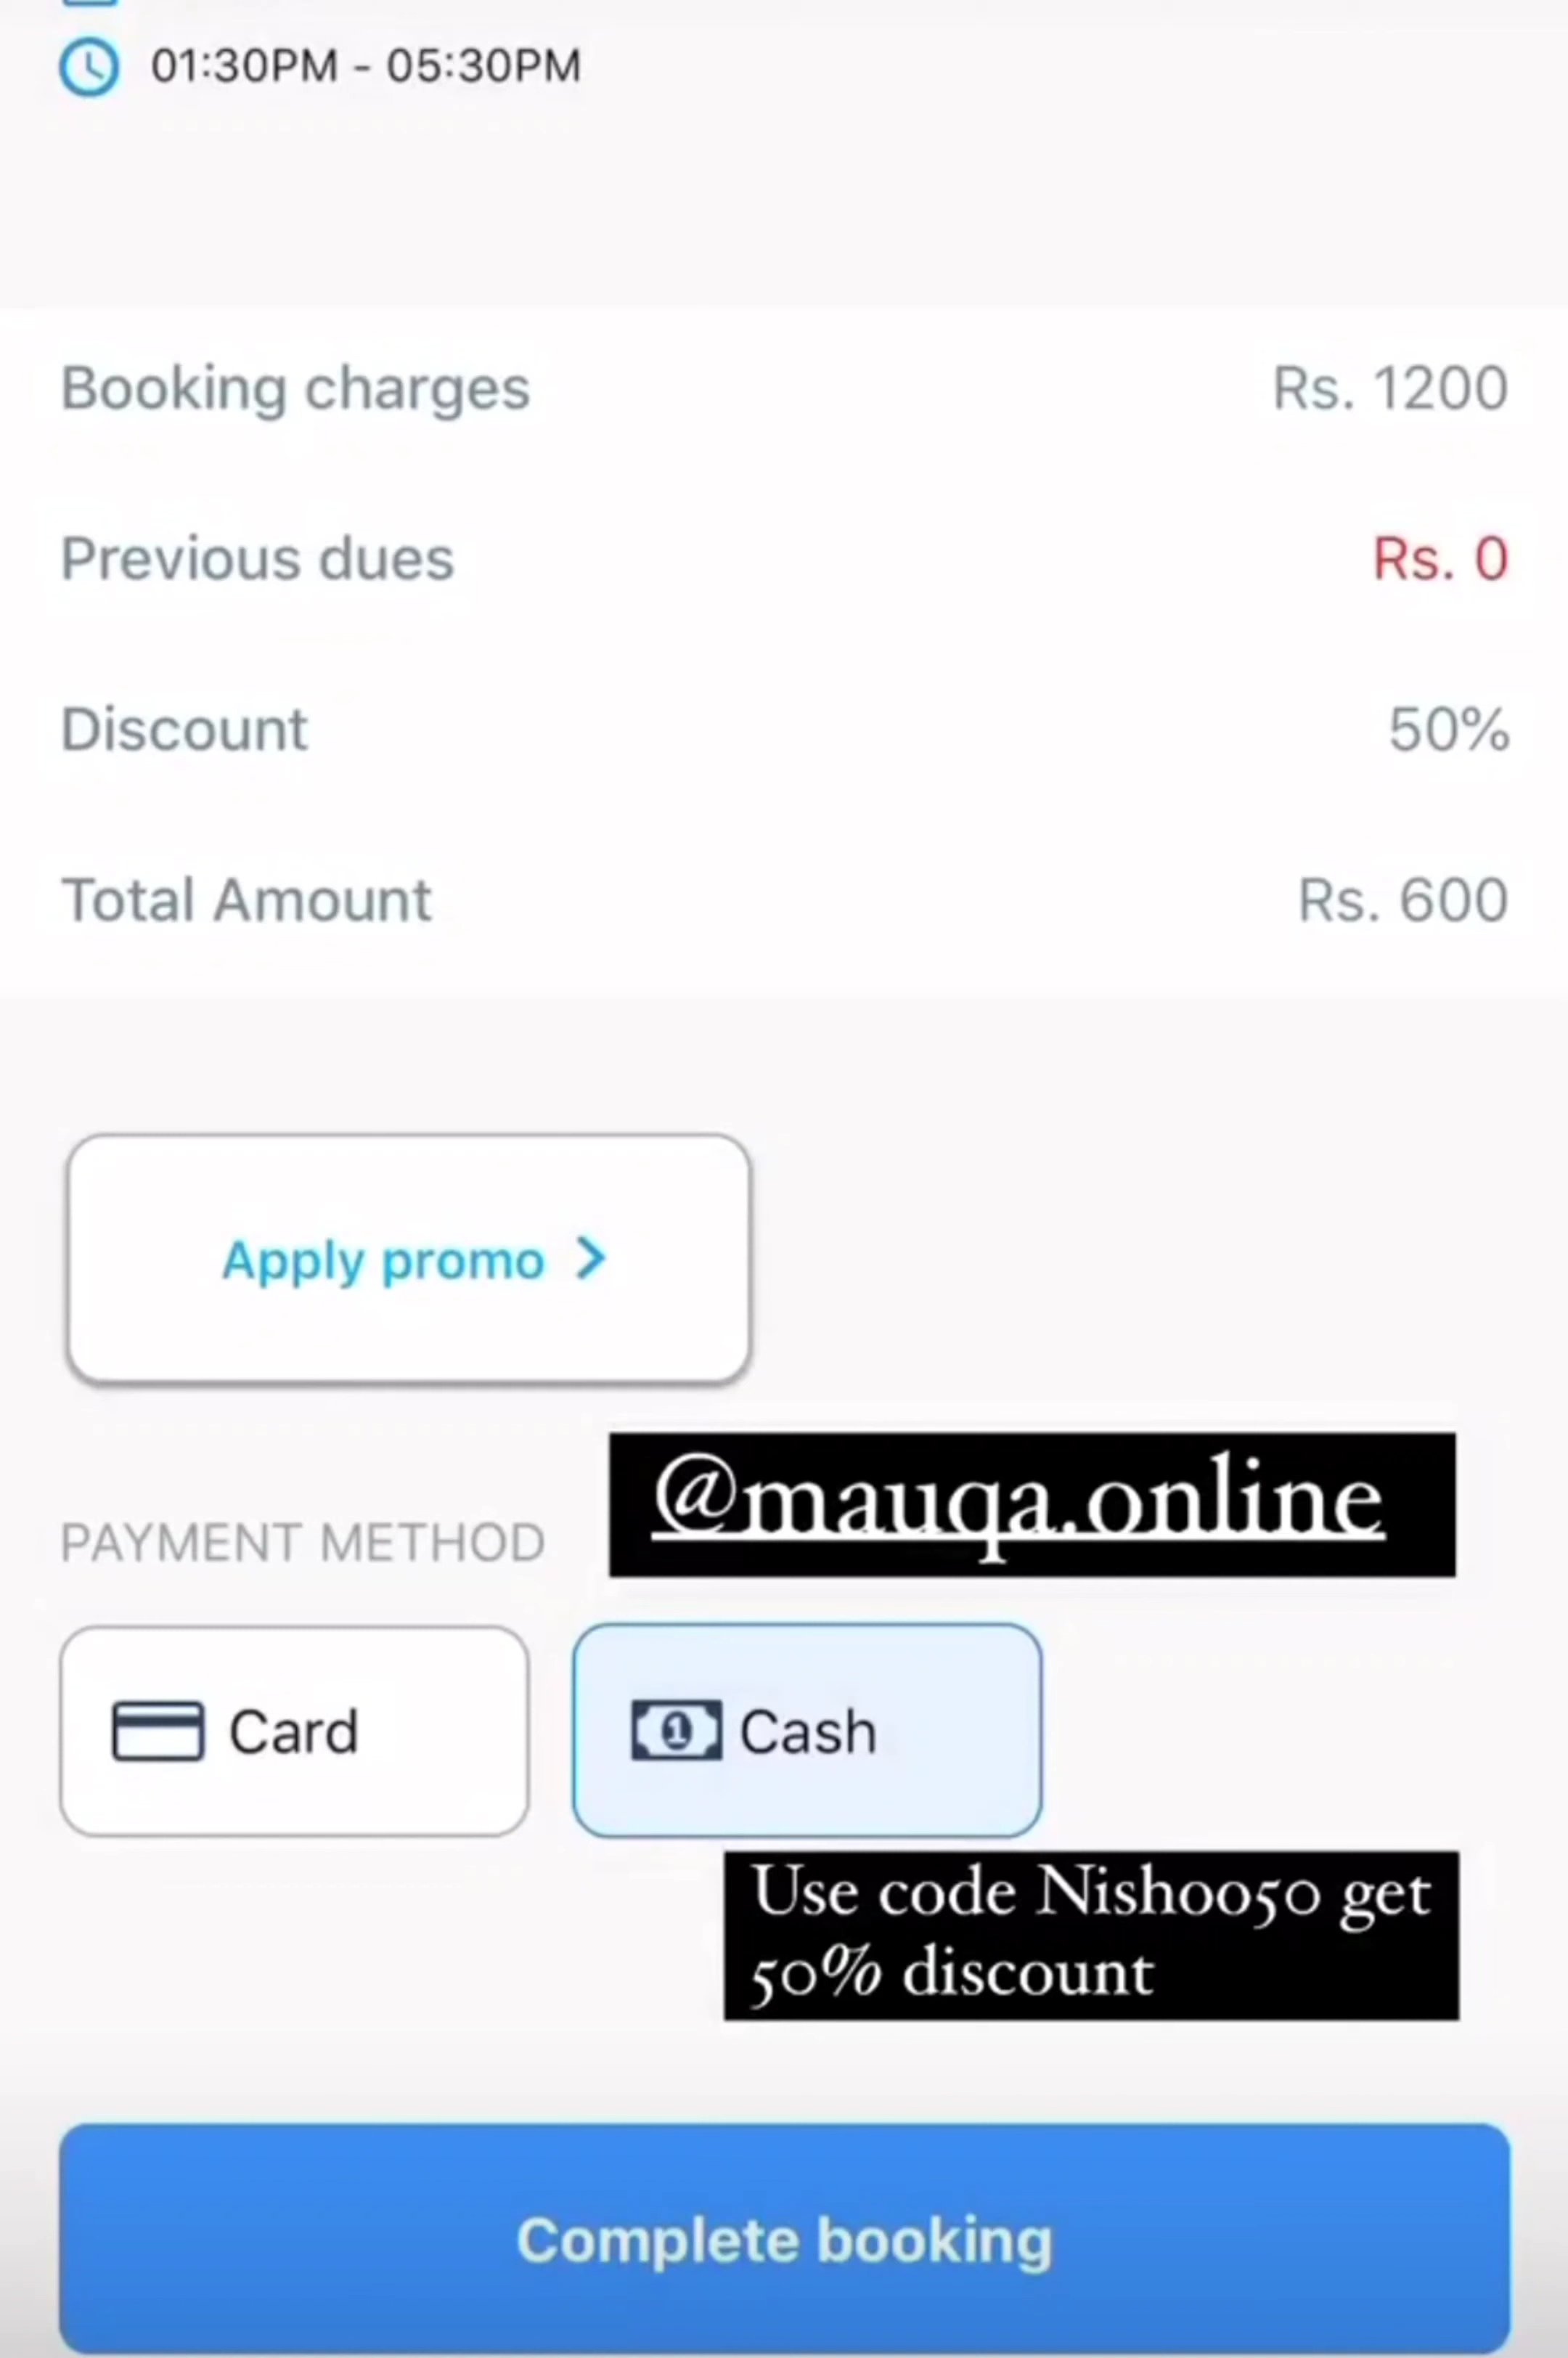 01:30PM - 05:30PM
Booking charges Rs. 1200
Previous dues Rs. 0
Discount 50%
Total Amount Rs. 600
Apply promo >
@mauqa.online
PAYMENT METHOD
Card Cash
Use code Nishoo50 get
50% discount
Complete booking